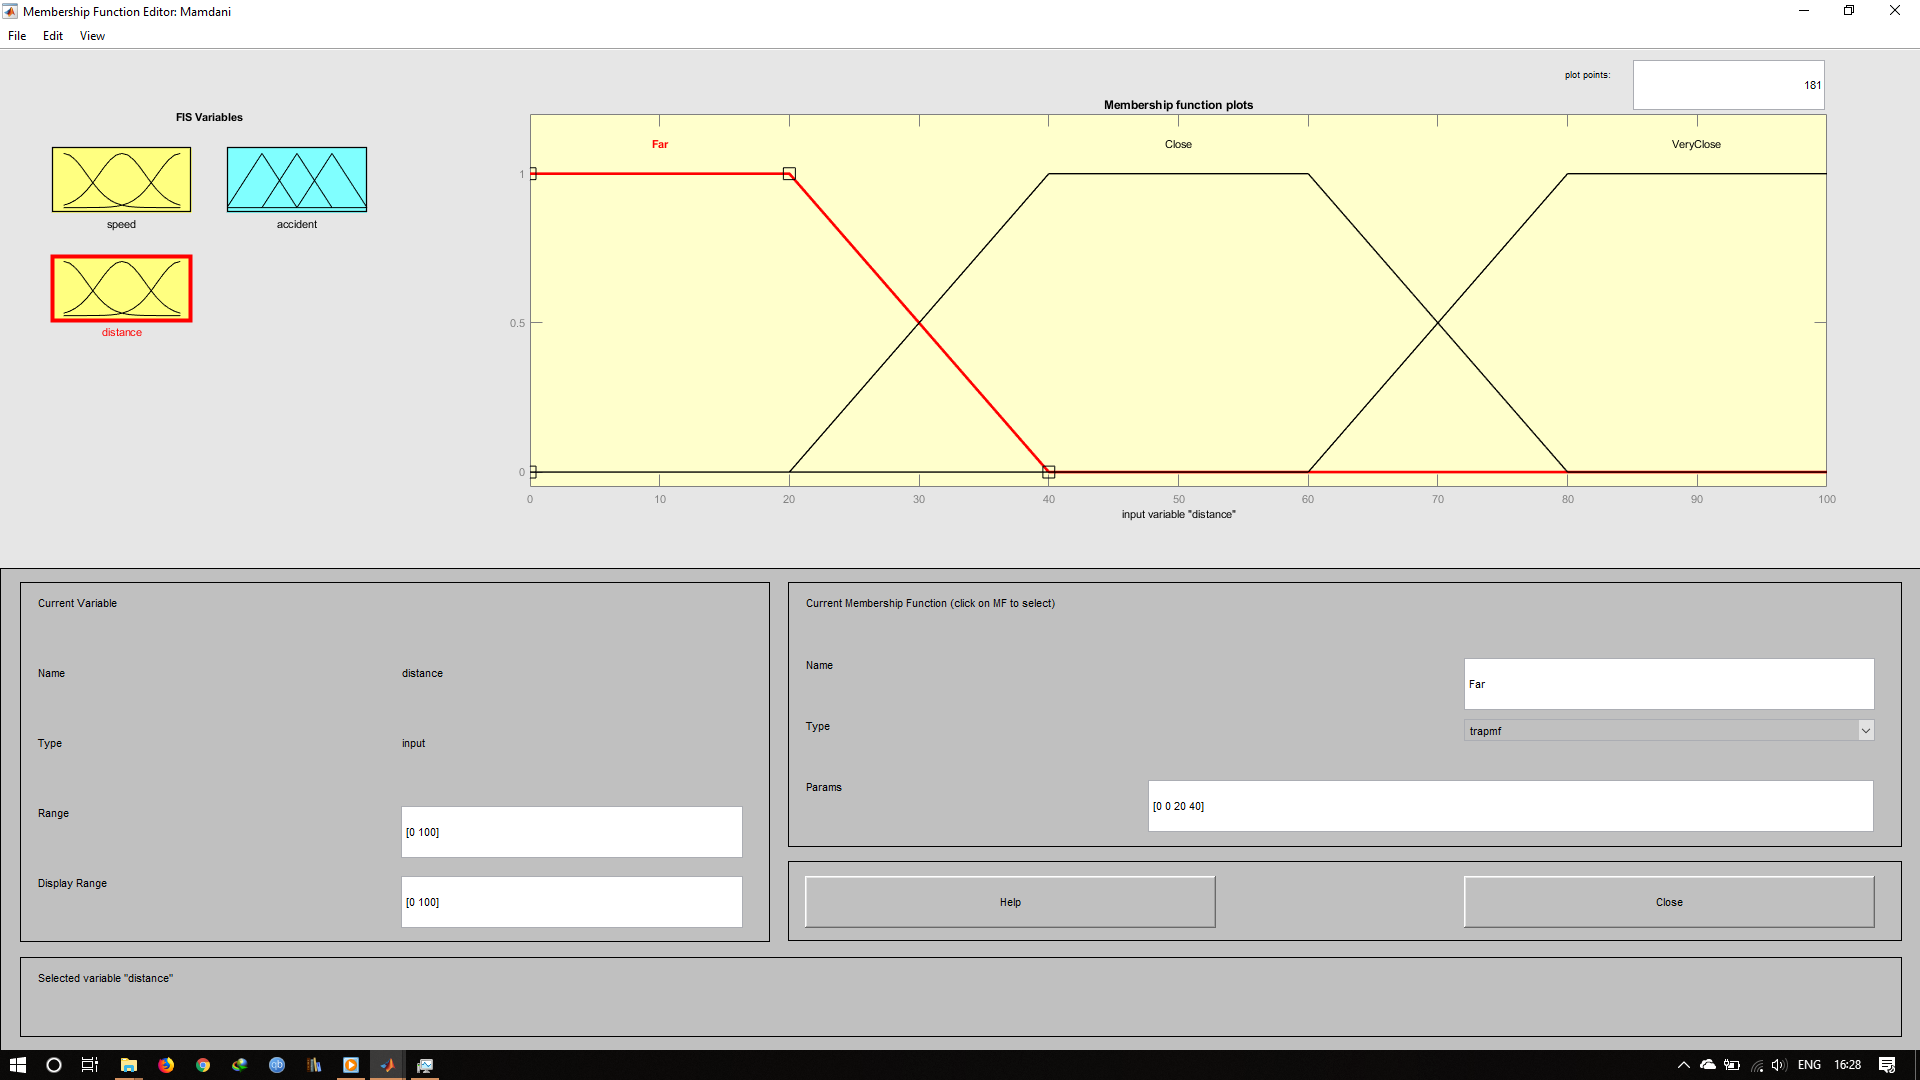 Membership Function Editor: Mamdani
File Edit View
plot points:
181
FIS Variables
speed
accident
distance
Membership function plots
Far
Close
VeryClose
1
0.5
0
0 10 20 30 40 50 60 70 80 90 100
input variable "distance"
Current Variable
Name distance
Type input
Range [0 100]
Display Range [0 100]
Current Membership Function (click on MF to select)
Name Far
Type trapmf
Params [0 0 20 40]
Help
Close
Selected variable "distance"
qb
ENG 16:28